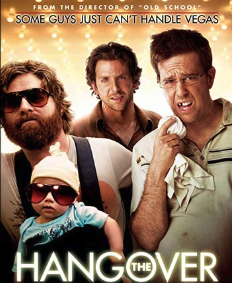 FROM THE DIRECTOR OF "OLD SCHOOL"
SOME GUYS JUST CAN'T HANDLE VEGAS
THE
HANGOVER